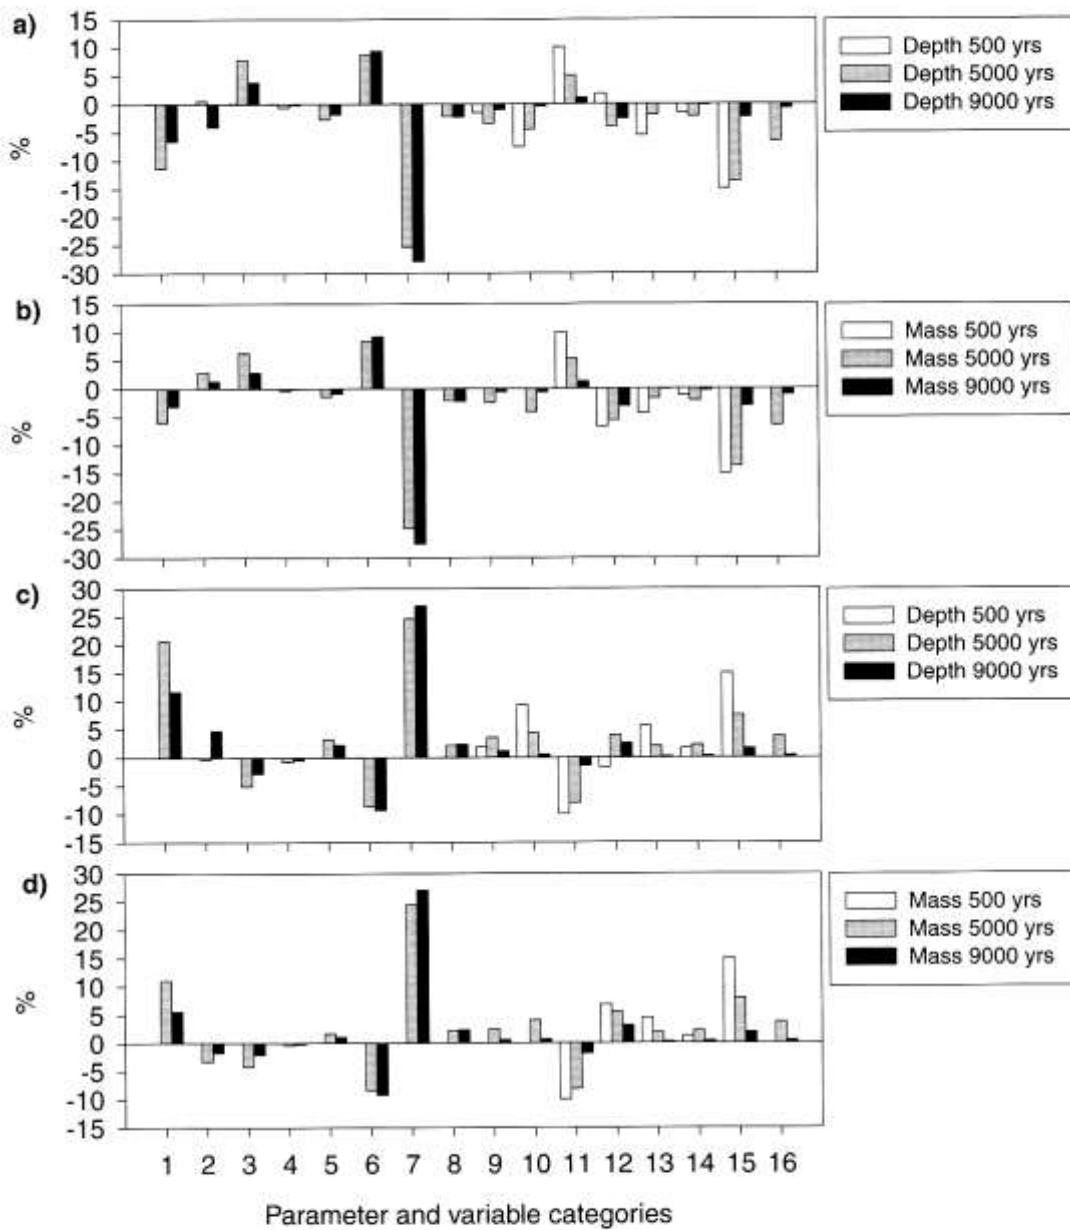 a)
15
10
5
0
-5
-10
-15
-20
-25
-30
%
Depth 500 yrs
Depth 5000 yrs
Depth 9000 yrs
b)
15
10
5
0
-5
-10
-15
-20
-25
-30
%
Mass 500 yrs
Mass 5000 yrs
Mass 9000 yrs
c)
30
25
20
15
10
5
0
-5
-10
-15
%
Depth 500 yrs
Depth 5000 yrs
Depth 9000 yrs
d)
30
25
20
15
10
5
0
-5
-10
-15
%
Mass 500 yrs
Mass 5000 yrs
Mass 9000 yrs
1 2 3 4 5 6 7 8 9 10 11 12 13 14 15 16
Parameter and variable categories